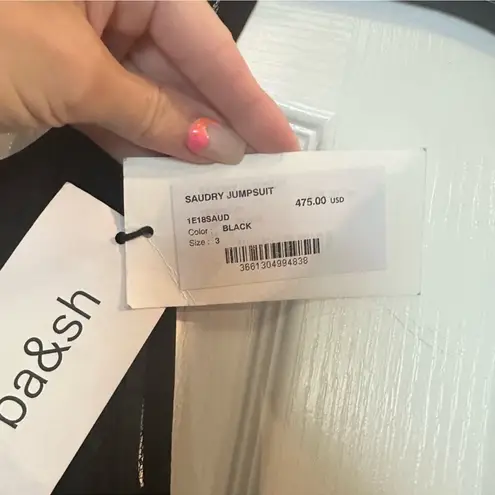 SAUDRY JUMPSUIT
475.00 USD
1E18SAUD
Color : BLACK
Size : 3
3661304994838
ba&sh